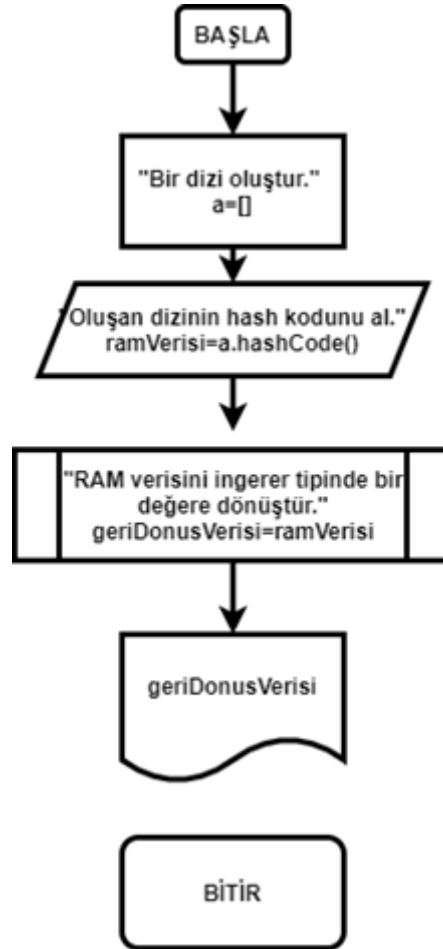 BAŞLA
"Bir dizi oluştur."
a=[]
"Oluşan dizinin hash kodunu al."
ramVerisi=a.hashCode()
"RAM verisini ingerer tipinde bir
değere dönüştür."
geriDonusVerisi=ramVerisi
geriDonusVerisi
BİTİR